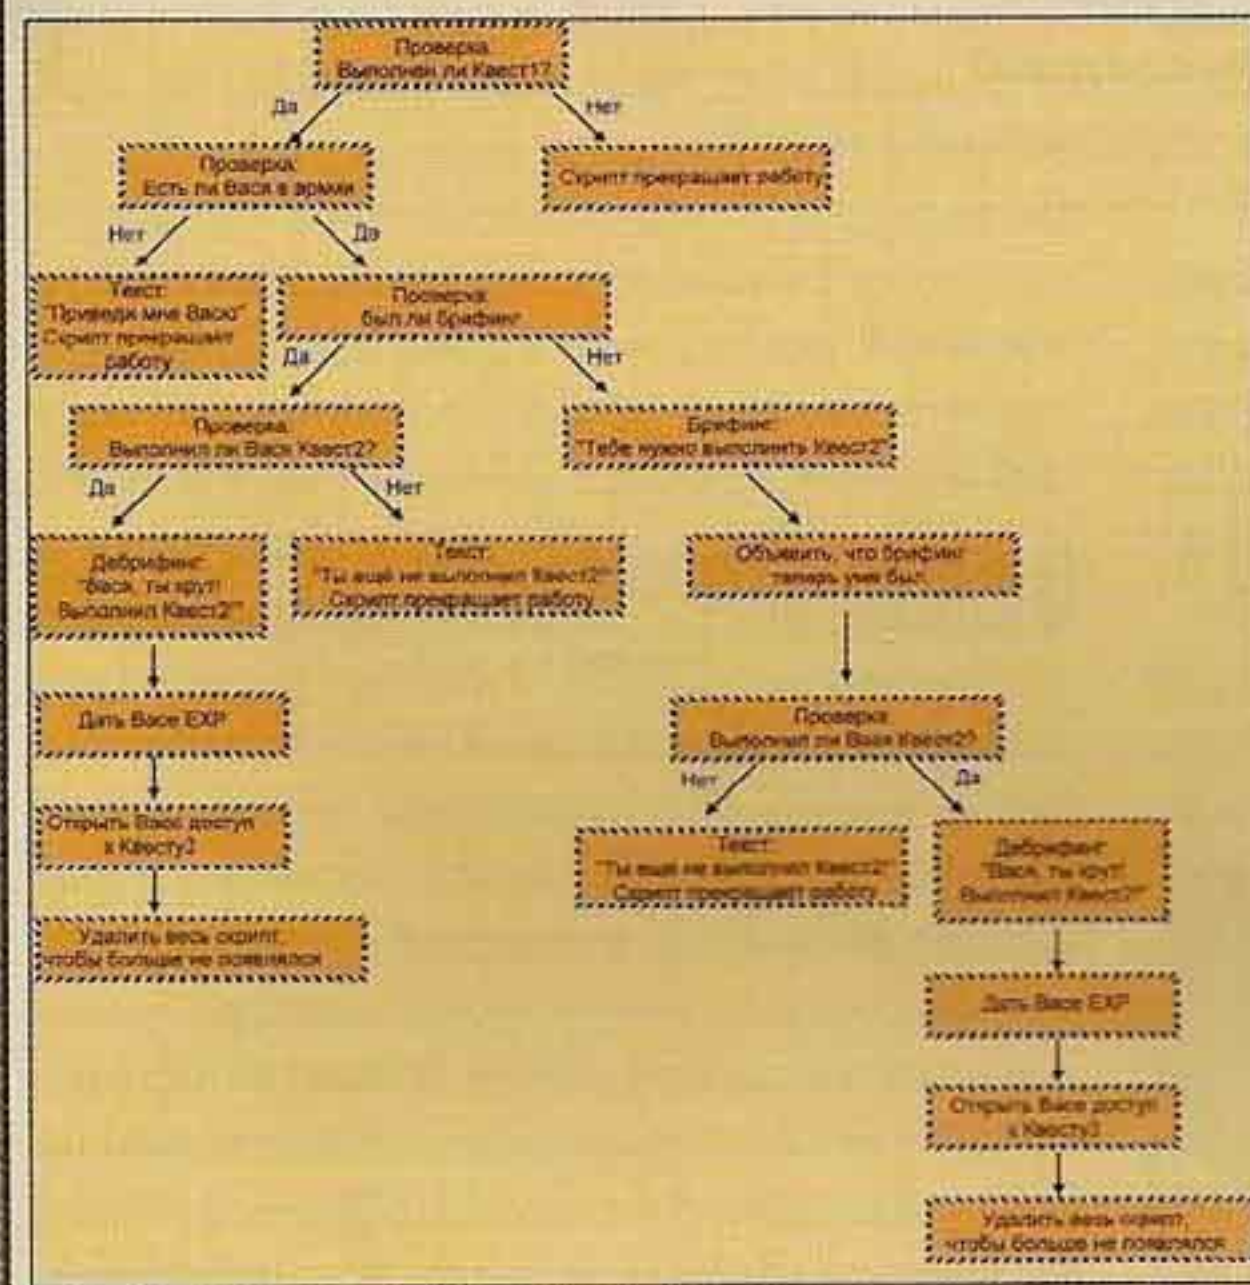 Проверка:
Выполнен ли Квест1?
Да
Нет
Проверка:
Есть ли Вася в армии
Скрипт прекращает работу
Нет
Да
Текст:
"Приведи мне Васю"
Скрипт прекращает
работу
Проверка:
был ли брифинг
Да
Нет
Проверка:
Выполнил ли Вася Квест2?
Брифинг:
"Тебе нужно выполнить Квест2"
Да
Нет
Дебрифинг:
"Вася, ты крут!
Выполнил Квест2"
Текст:
"Ты ещё не выполнил Квест2!"
Скрипт прекращает работу
Объявить, что брифинг
теперь уже был
Дать Васе EXP
Проверка:
Выполнил ли Вася Квест2?
Нет
Да
Открыть Васе доступ
к Квесту3
Текст:
"Ты ещё не выполнил Квест2"
Скрипт прекращает работу
Дебрифинг:
"Вася, ты крут!
Выполнил Квест2"
Удалить весь скрипт,
чтобы больше не появлялся
Дать Васе EXP
Открыть Васе доступ
к Квесту3
Удалить весь скрипт,
чтобы больше не появлялся